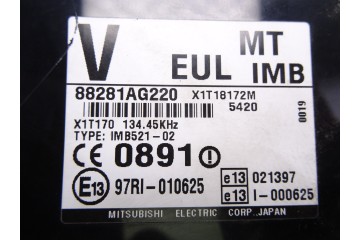 V EUL MT IMB
88281AG220 X1T18172M
5420
0019
X1T170 134.45KHz
TYPE: IMB521-02
CE 0891
E13 97RI-010625
e13 021397
e13 I-000625
MITSUBISHI ELECTRIC CORP. JAPAN